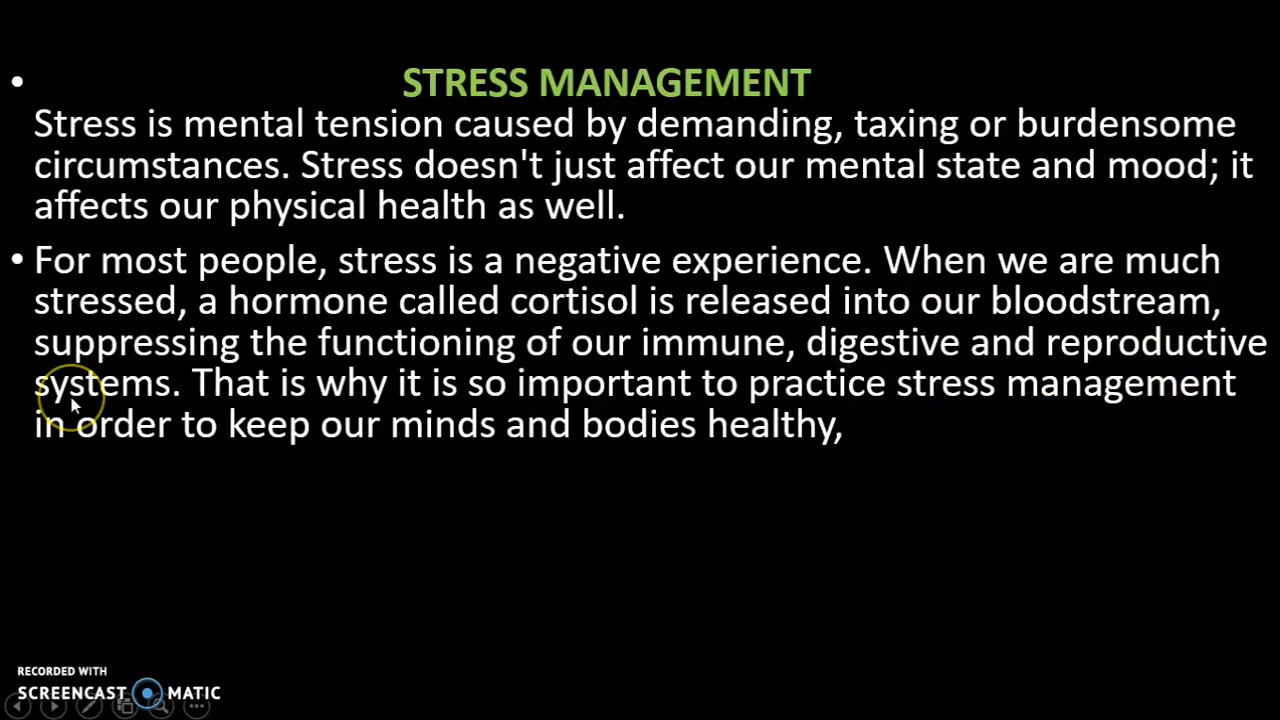 • STRESS MANAGEMENT
Stress is mental tension caused by demanding, taxing or burdensome
circumstances. Stress doesn't just affect our mental state and mood; it
affects our physical health as well.
• For most people, stress is a negative experience. When we are much
stressed, a hormone called cortisol is released into our bloodstream,
suppressing the functioning of our immune, digestive and reproductive
systems. That is why it is so important to practice stress management
in order to keep our minds and bodies healthy,
RECORDED WITH
SCREENCAST MATIC